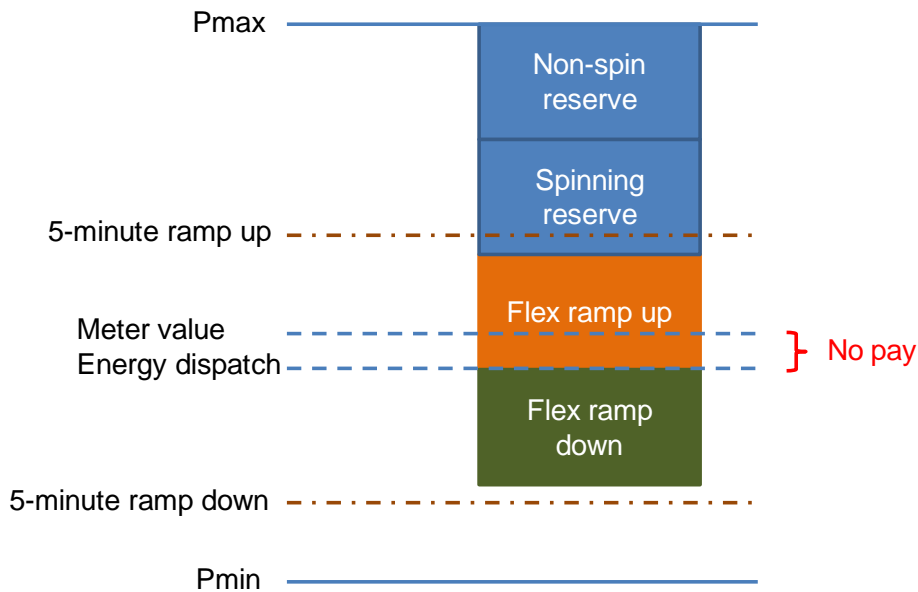 Pmax
Non-spin
reserve
Spinning
reserve
5-minute ramp up
Flex ramp up
Meter value
No pay
Energy dispatch
Flex ramp
down
5-minute ramp down
Pmin